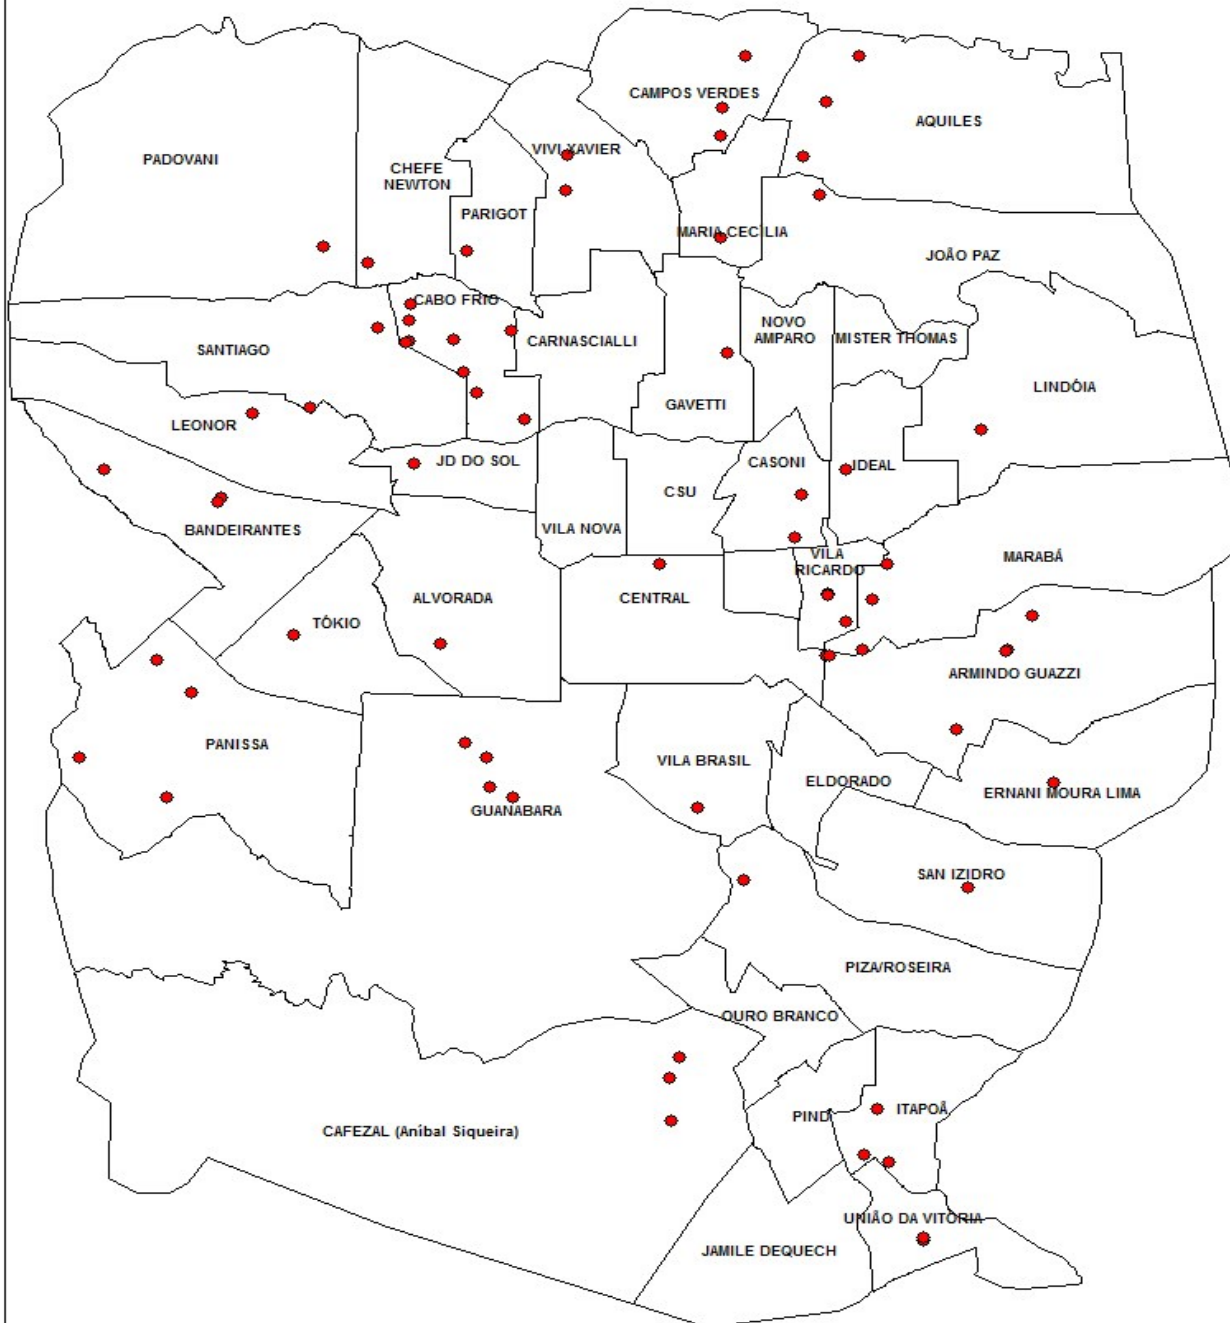 CAMPOS VERDES
AQUILES
VIVI XAVIER
PADOVANI
CHEFE
NEWTON
PARIGOT
MARIA CECÍLIA
JOÃO PAZ
CABO FRIO
NOVO
AMPARO
CARNASCIALLI
MISTER THOMAS
SANTIAGO
LINDÓIA
GAVETTI
LEONOR
JD DO SOL
CASONI
IDEAL
CSU
BANDEIRANTES
VILA NOVA
VILA
RICARDO
MARABÁ
ALVORADA
CENTRAL
TÓKIO
ARMINDO GUAZZI
PANISSA
VILA BRASIL
ELDORADO
ERNANI MOURA LIMA
GUANABARA
SAN IZIDRO
PIZA/ROSEIRA
OURO BRANCO
PIND
ITAPOÃ
CAFEZAL (Aníbal Siqueira)
UNIÃO DA VITÓRIA
JAMILE DEQUECH